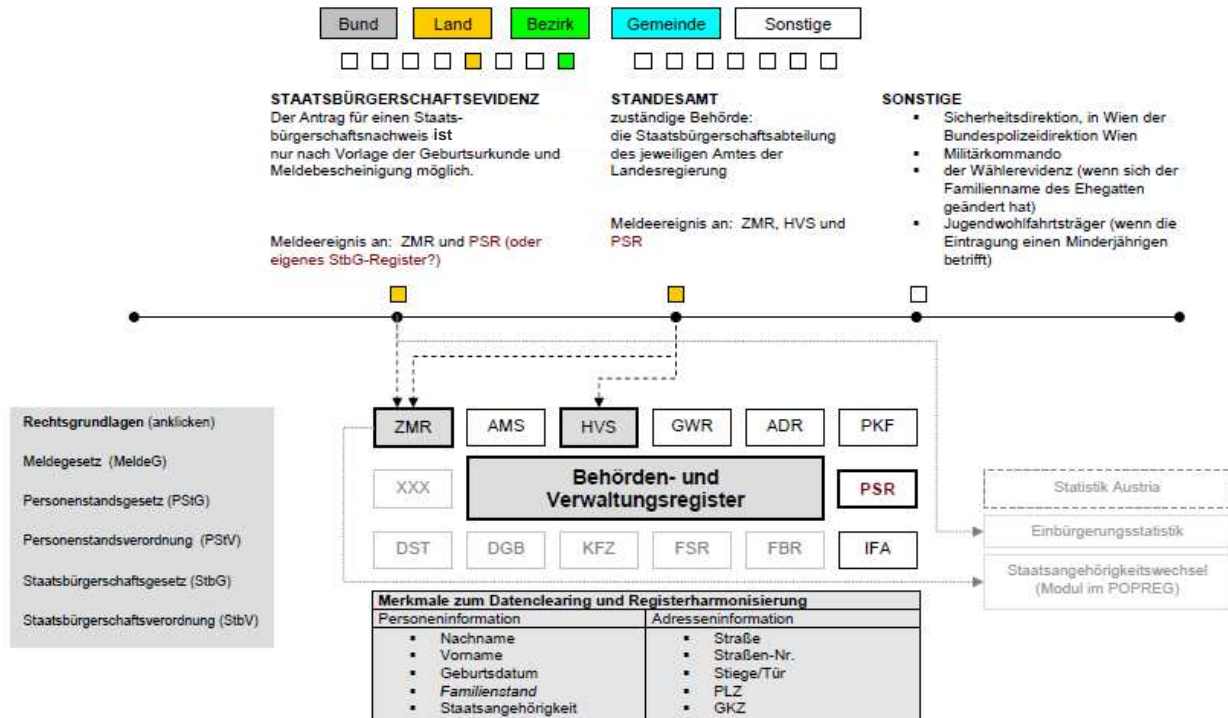 Bund Land Bezirk Gemeinde Sonstige
STAATSBÜRGERSCHAFTSEVIDENZ
Der Antrag für einen Staats-
bürgerschaftsnachweis ist
nur nach Vorlage der Geburtsurkunde und
Meldebescheinigung möglich.
Meldeereignis an: ZMR und PSR (oder
eigenes StbG-Register?)
STANDESAMT
zuständige Behörde:
die Staatsbürgerschaftsabteilung
des jeweiligen Amtes der
Landesregierung
Meldeereignis an: ZMR, HVS und
PSR
SONSTIGE
▪ Sicherheitsdirektion, in Wien der
Bundespolizeidirektion Wien
▪ Militärkommando
▪ der Wählerevidenz (wenn sich der
Familienname des Ehegatten
geändert hat)
▪ Jugendwohlfahrtsträger (wenn die
Eintragung einen Minderjährigen
betrifft)
Rechtsgrundlagen (anklicken)
Meldegesetz (MeldeG)
Personenstandsgesetz (PStG)
Personenstandsverordnung (PStV)
Staatsbürgerschaftsgesetz (StbG)
Staatsbürgerschaftsverordnung (StbV)
ZMR AMS HVS GWR ADR PKF
XXX
Behörden- und
Verwaltungsregister
PSR
DST DGB KFZ FSR FBR IFA
Statistik Austria
Einbürgerungsstatistik
Staatsangehörigkeitswechsel
(Modul im POPREG)
Merkmale zum Datenclearing und Registerharmonisierung
Personeninformation
▪ Nachname
▪ Vorname
▪ Geburtsdatum
▪ Familienstand
▪ Staatsangehörigkeit
Adresseninformation
▪ Straße
▪ Straßen-Nr.
▪ Stiege/Tür
▪ PLZ
▪ GKZ